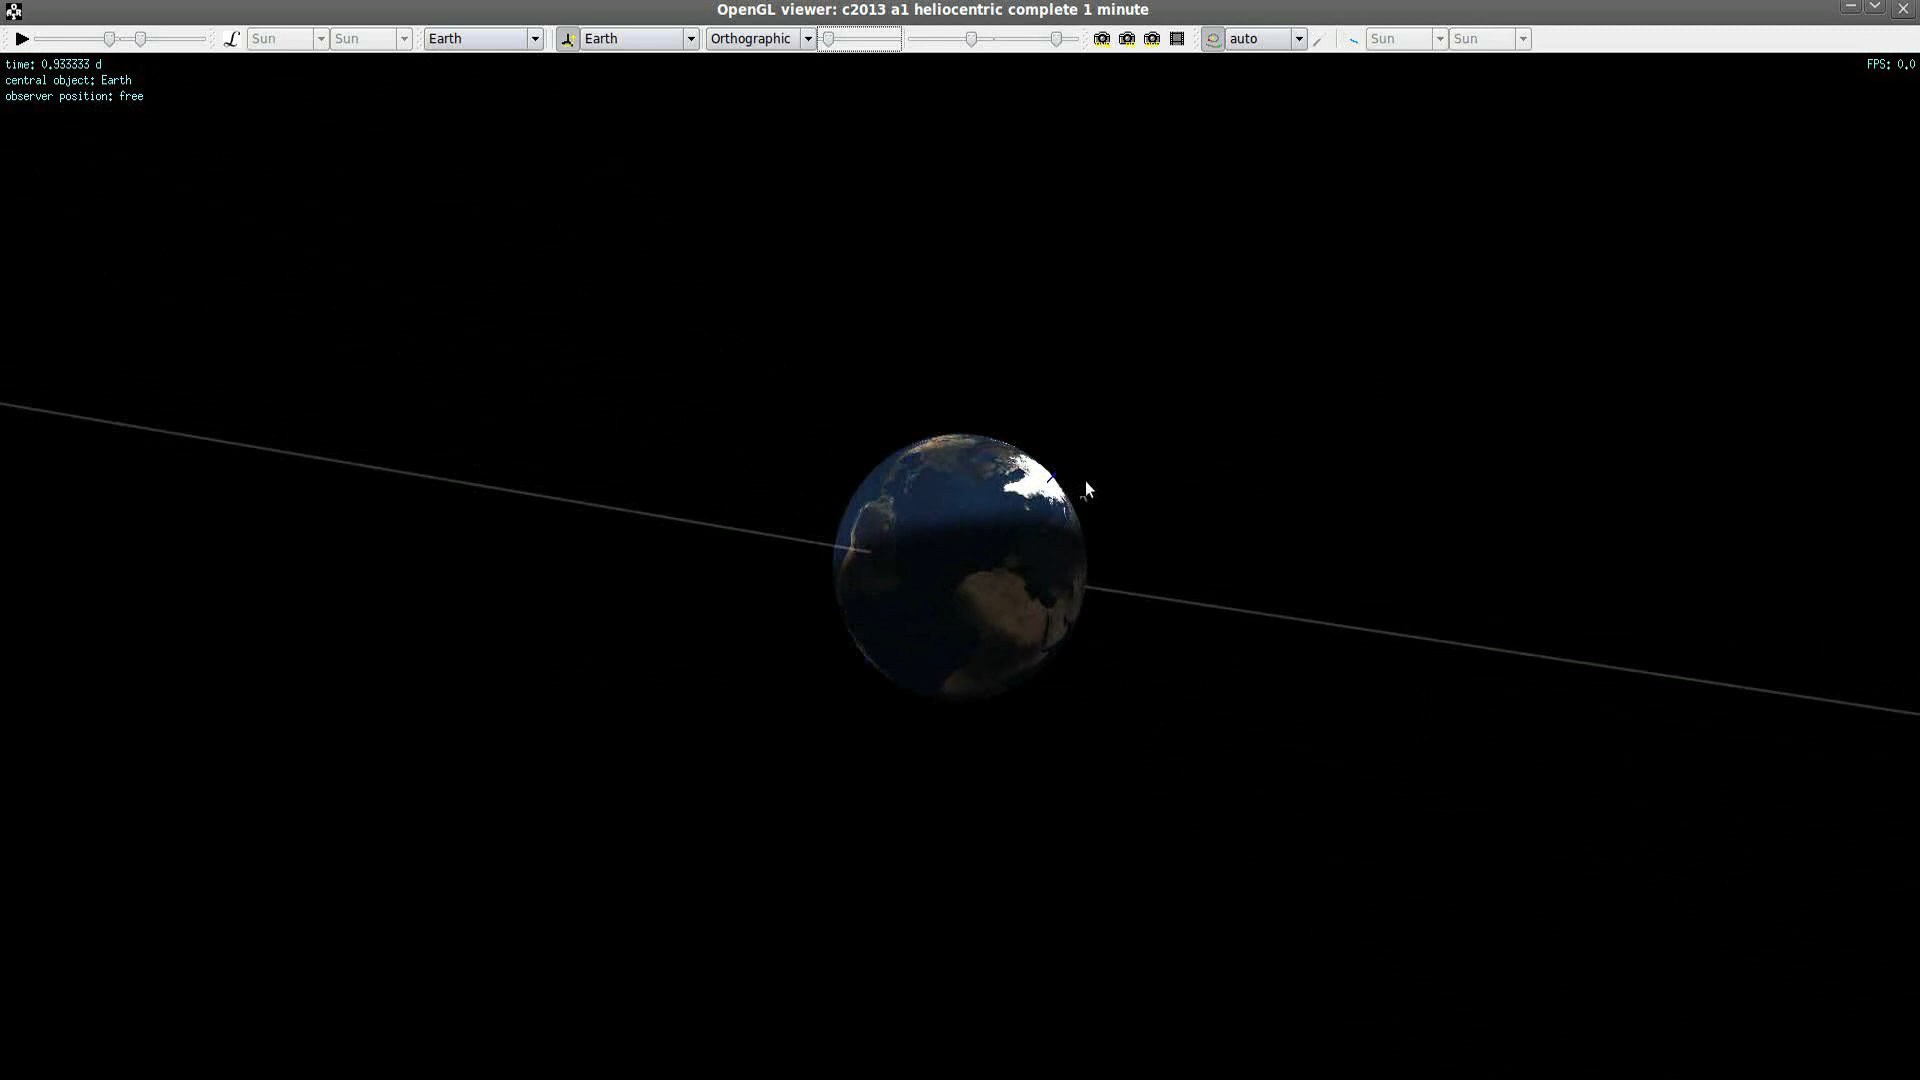 OpenGL viewer: c2013 a1 heliocentric complete 1 minute
ℒ Sun Sun Earth Earth Orthographic auto Sun Sun
time: 0.933333 d
FPS: 0.0
central object: Earth
observer position: free